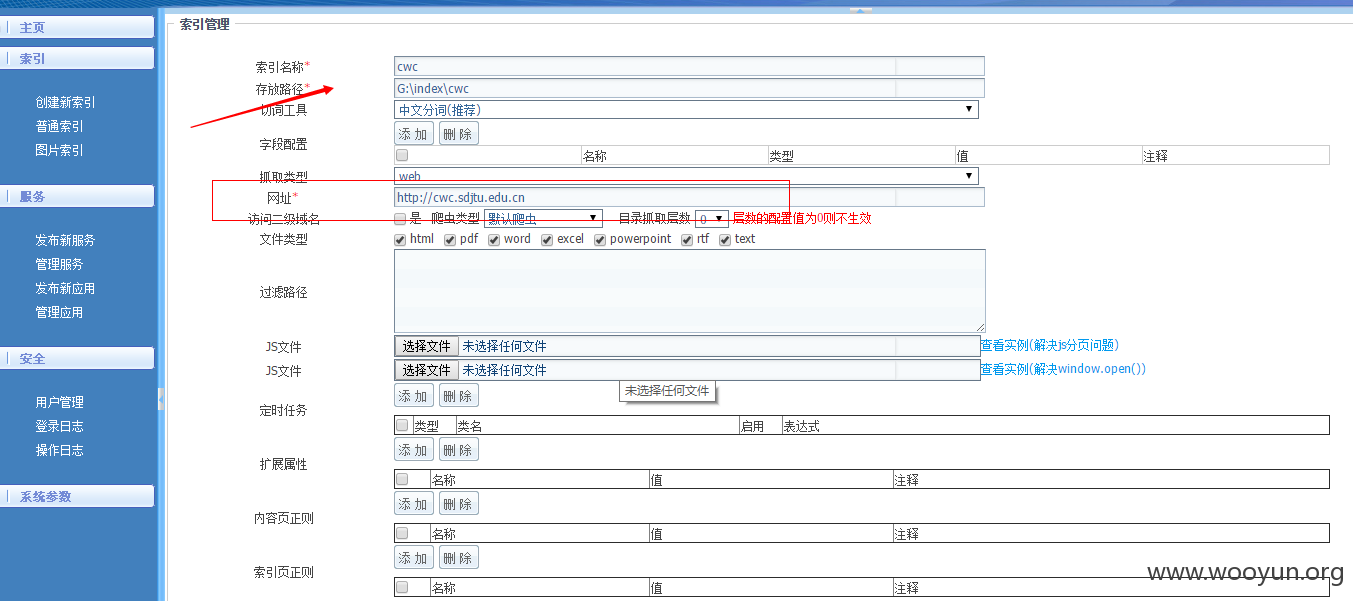 主页
索引
创建新索引
普通索引
图片索引
服务
发布新服务
管理服务
发布新应用
管理应用
安全
用户管理
登录日志
操作日志
系统参数
索引管理
索引名称* cwc
存放路径* G:\index\cwc
访问工具 中文分词(推荐)
字段配置 添 加 删 除
名称 类型 值 注释
抓取类型 web
网址* http://cwc.sdjtu.edu.cn
访问二级域名 是 爬虫类型 默认爬虫 目录抓取层数 0 层数的配置值为0则不生效
文件类型 html pdf word excel powerpoint rtf text
过滤路径
JS文件 选择文件 未选择任何文件 查看实例(解决js分页问题)
JS文件 选择文件 未选择任何文件 查看实例(解决window.open())
未选择任何文件
定时任务 添 加 删 除
类型 类名 启用 表达式
扩展属性 添 加 删 除
名称 值 注释
内容页正则 添 加 删 除
名称 值 注释
索引页正则 添 加 删 除
名称 值 注释
www.wooyun.org